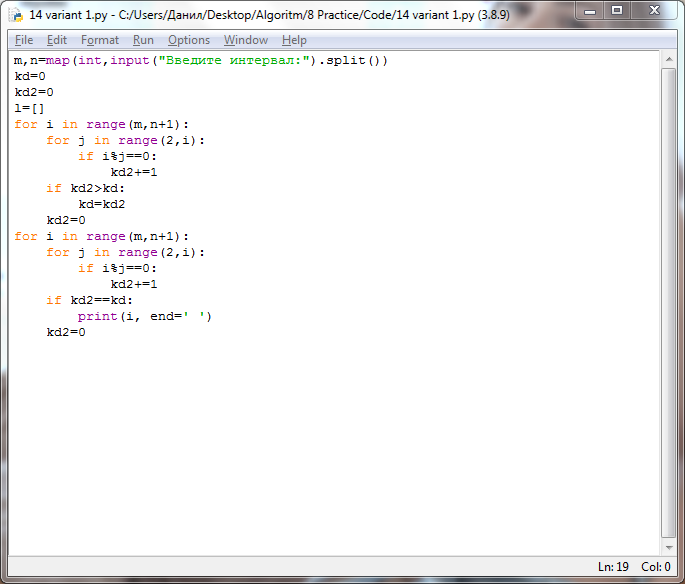 14 variant 1.py - C:/Users/Данил/Desktop/Algoritm/8 Practice/Code/14 variant 1.py (3.8.9)
File Edit Format Run Options Window Help
m,n=map(int,input("Введите интервал:").split())
kd=0
kd2=0
l=[]
for i in range(m,n+1):
    for j in range(2,i):
        if i%j==0:
            kd2+=1
    if kd2>kd:
        kd=kd2
    kd2=0
for i in range(m,n+1):
    for j in range(2,i):
        if i%j==0:
            kd2+=1
    if kd2==kd:
        print(i, end=' ')
    kd2=0
Ln: 19 Col: 0